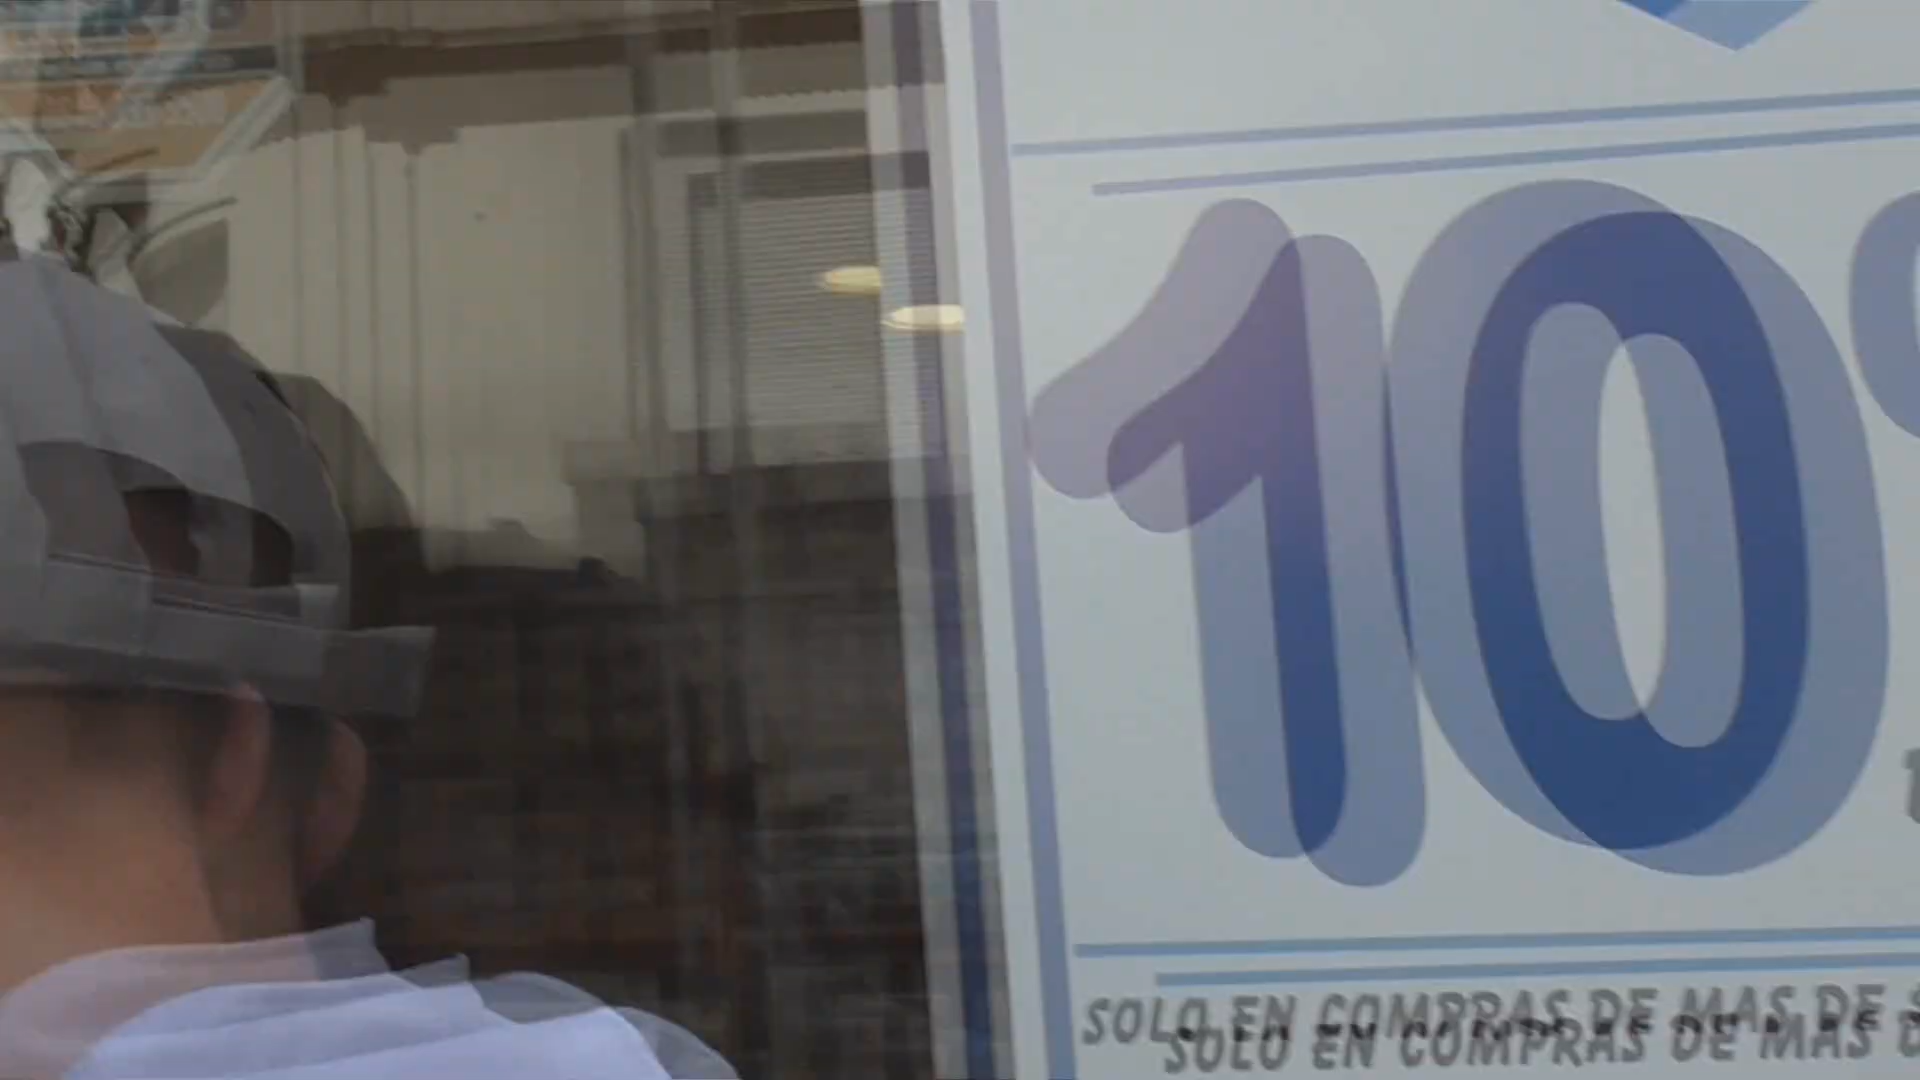 10%
SOLO EN COMPRAS DE MAS DE $